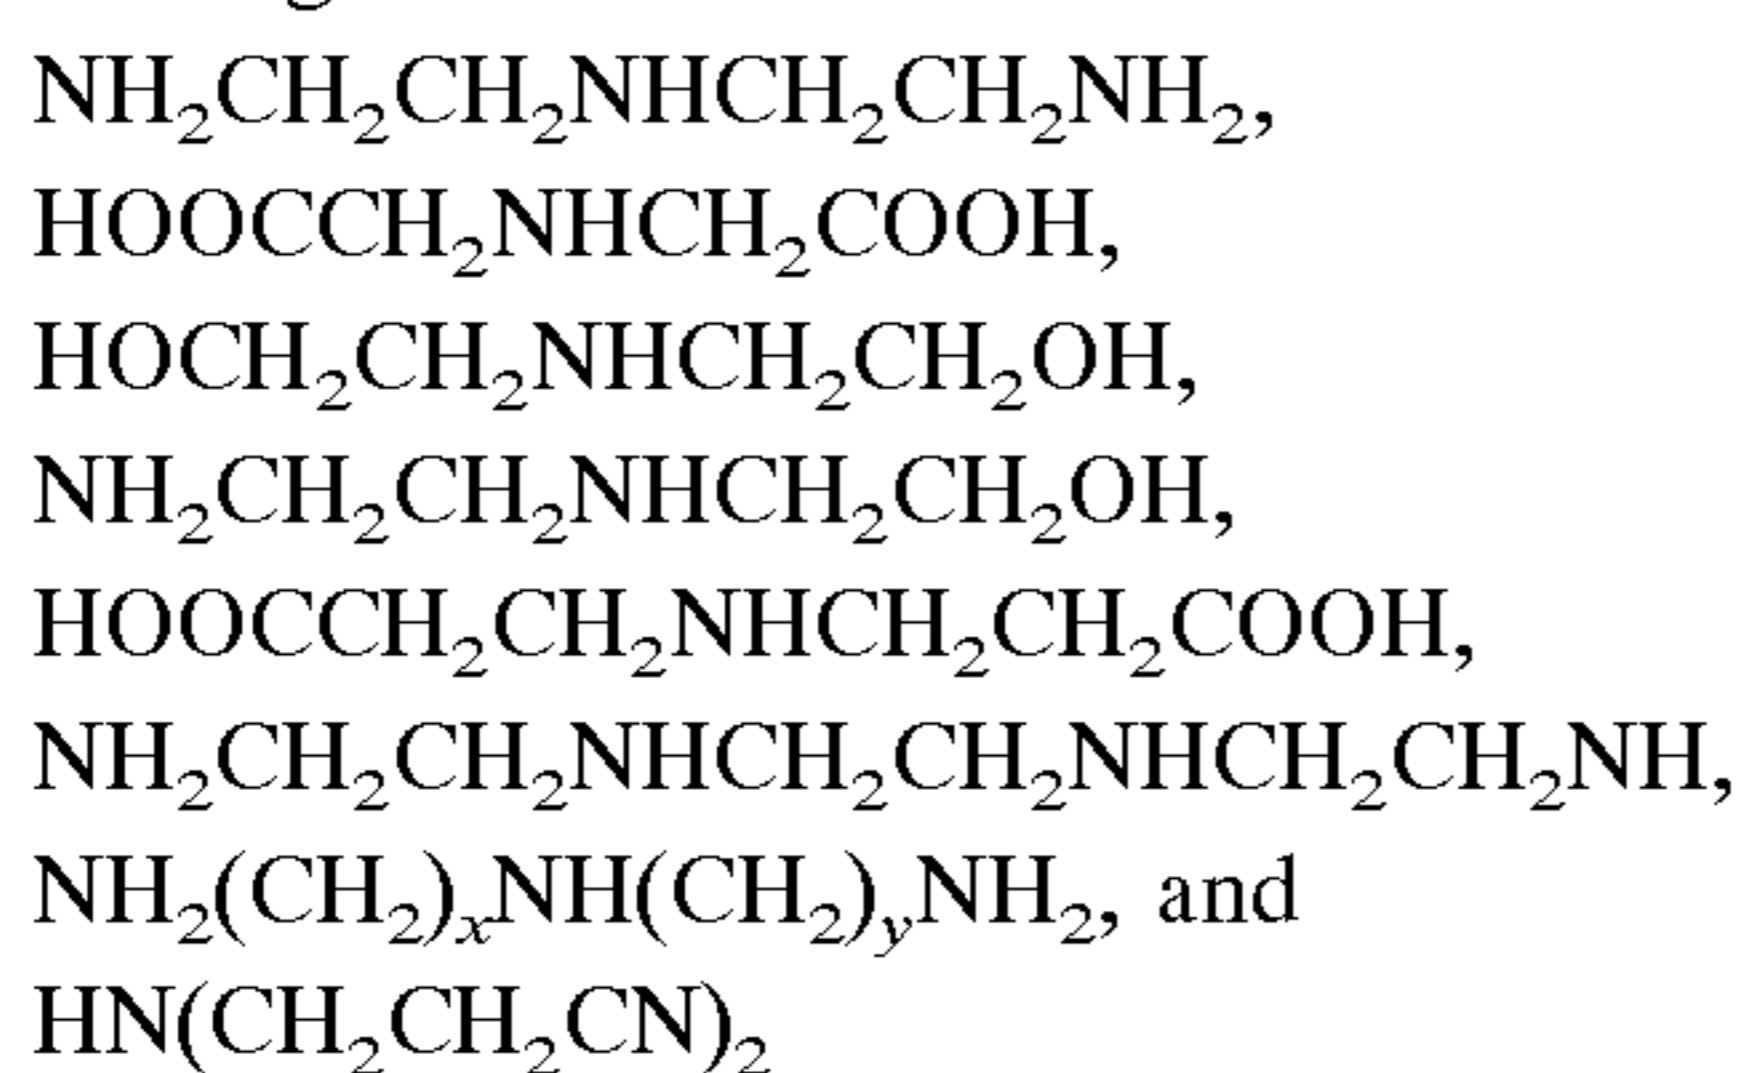 NH₂CH₂CH₂NHCH₂CH₂NH₂,
HOOCCH₂NHCH₂COOH,
HOCH₂CH₂NHCH₂CH₂OH,
NH₂CH₂CH₂NHCH₂CH₂OH,
HOOCCH₂CH₂NHCH₂CH₂COOH,
NH₂CH₂CH₂NHCH₂CH₂NHCH₂CH₂NH,
NH₂(CH₂)ₓNH(CH₂)yNH₂, and
HN(CH₂CH₂CN)₂